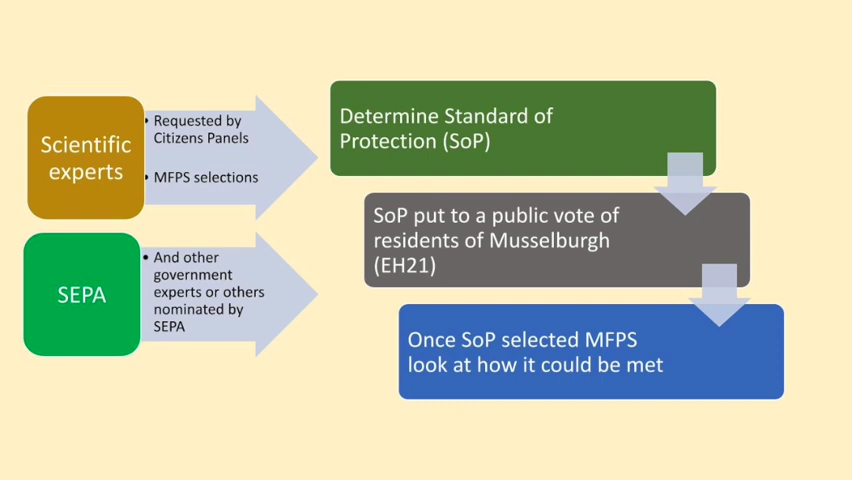 Scientific
experts
• Requested by
Citizens Panels
• MFPS selections
SEPA
• And other
government
experts or others
nominated by
SEPA
Determine Standard of
Protection (SoP)
SoP put to a public vote of
residents of Musselburgh
(EH21)
Once SoP selected MFPS
look at how it could be met